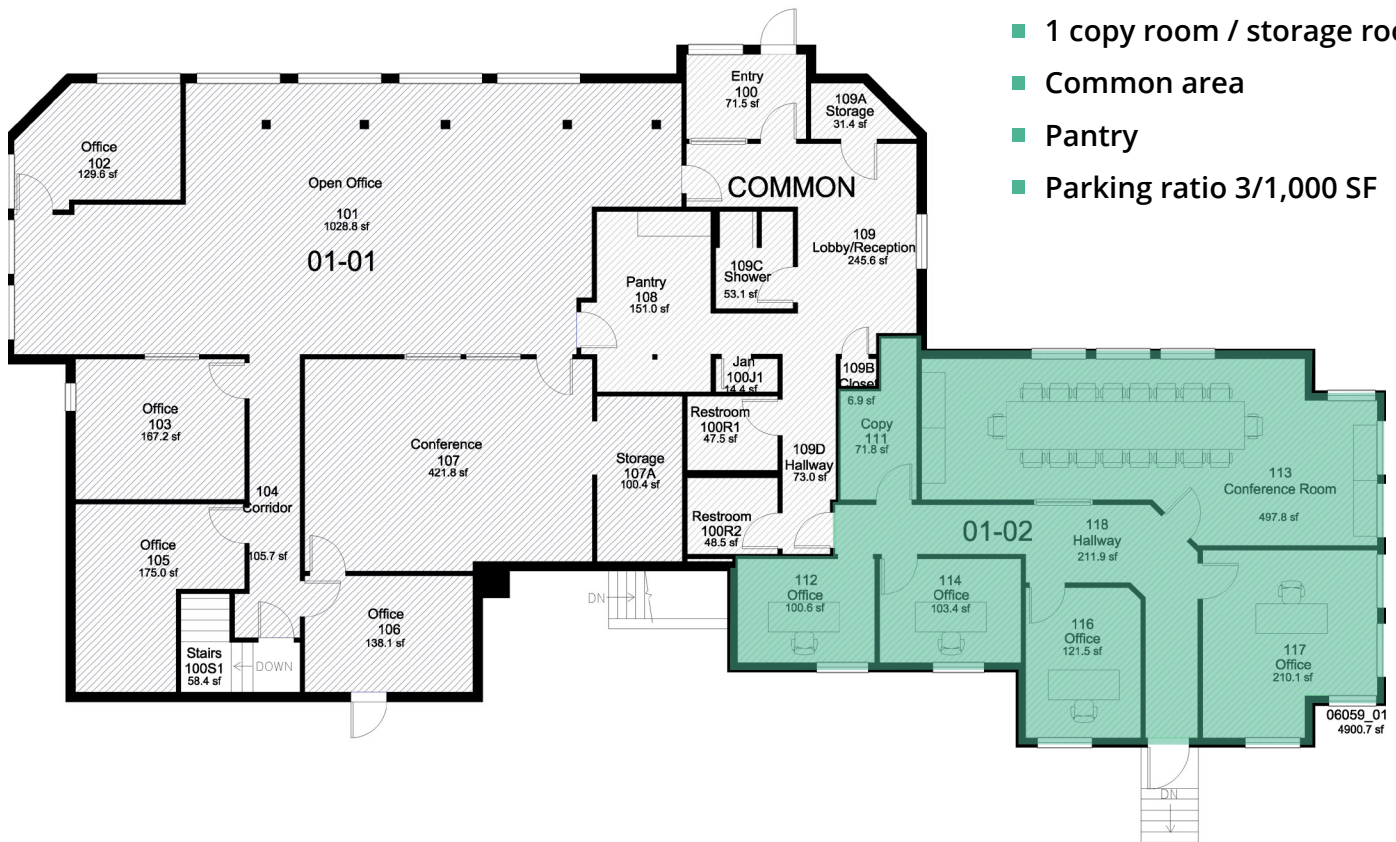 1 copy room / storage
Common area
Pantry
Parking ratio 3/1,000 SF
Entry
100
71.5 sf
109A
Storage
31.4 sf
Office
102
129.6 sf
Open Office
101
1028.8 sf
01-01
COMMON
109
Lobby/Reception
245.6 sf
109C
Shower
53.1 sf
Pantry
108
151.0 sf
Jan
100J1
14.4 sf
109B
Closet
6.9 sf
Office
103
167.2 sf
Conference
107
421.8 sf
Storage
107A
100.4 sf
Restroom
100R1
47.5 sf
109D
Hallway
73.0 sf
Copy
111
71.8 sf
113
Conference Room
497.8 sf
104
Corridor
105.7 sf
Office
105
175.0 sf
Restroom
100R2
48.5 sf
01-02
118
Hallway
211.9 sf
112
Office
100.6 sf
114
Office
103.4 sf
DN
Office
106
138.1 sf
116
Office
121.5 sf
117
Office
210.1 sf
Stairs
100S1
58.4 sf
DOWN
06059_01
4900.7 sf
DN